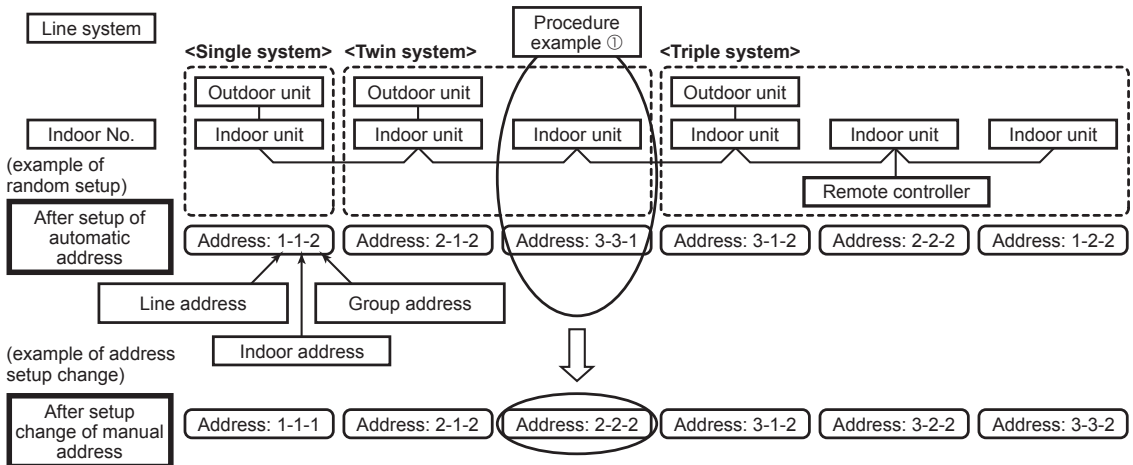 Line system
Procedure
example ①
<Single system>
<Twin system>
<Triple system>
Outdoor unit
Outdoor unit
Outdoor unit
Indoor No.
Indoor unit
Indoor unit
Indoor unit
Indoor unit
Indoor unit
Indoor unit
(example of
random setup)
Remote controller
After setup of
automatic
address
Address: 1-1-2
Address: 2-1-2
Address: 3-3-1
Address: 3-1-2
Address: 2-2-2
Address: 1-2-2
Line address
Group address
Indoor address
(example of address
setup change)
After setup
change of manual
address
Address: 1-1-1
Address: 2-1-2
Address: 2-2-2
Address: 3-1-2
Address: 3-2-2
Address: 3-3-2